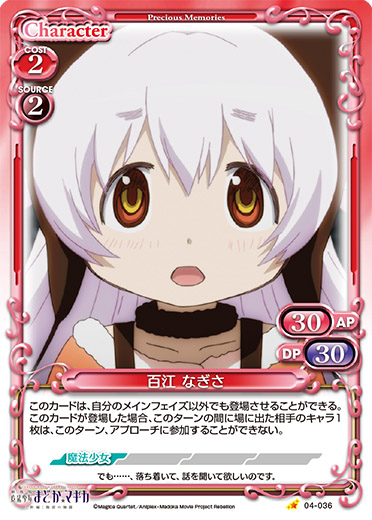 Precious Memories
Character
COST
2
SOURCE
2
30 AP
DP 30
百江 なぎさ
このカードは、自分のメインフェイズ以外でも登場させることができる。
このカードが登場した場合、このターンの間に場に出た相手のキャラ1
枚は、このターン、アプローチに参加することができない。
魔法少女
でも……、落ち着いて、話を聞いて欲しいのです。
まどか☆マギカ
©Magica Quartet/Aniplex・Madoka Movie Project Rebellion
04-036